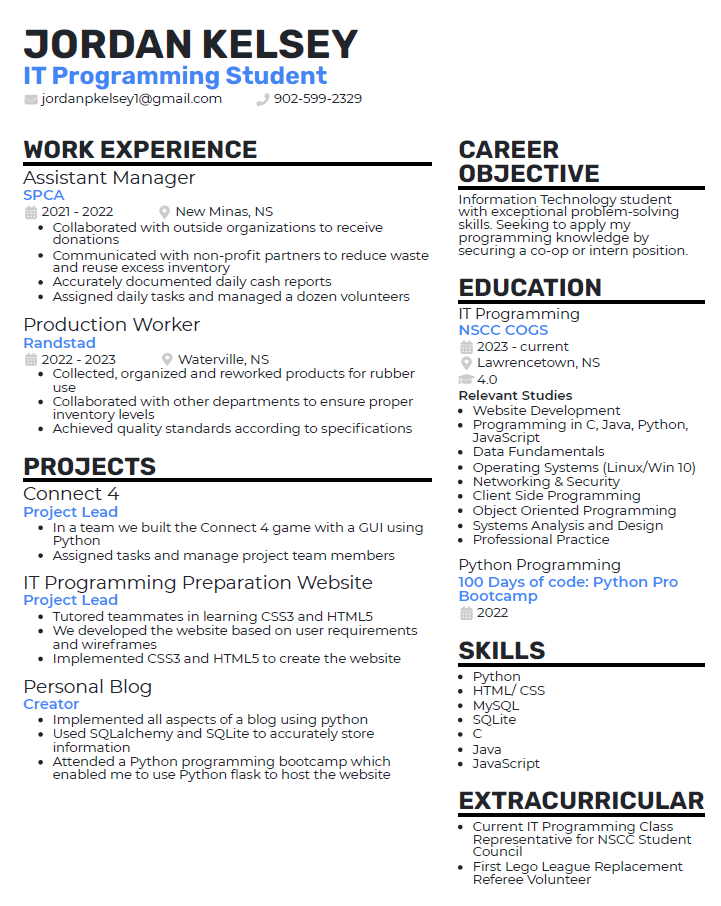 JORDAN KELSEY
IT Programming Student
jordanpkelsey1@gmail.com 902-599-2329
WORK EXPERIENCE
Assistant Manager
SPCA
2021 - 2022 New Minas, NS
• Collaborated with outside organizations to receive
donations
• Communicated with non-profit partners to reduce waste
and reuse excess inventory
• Accurately documented daily cash reports
• Assigned daily tasks and managed a dozen volunteers
Production Worker
Randstad
2022 - 2023 Waterville, NS
• Collected, organized and reworked products for rubber
use
• Collaborated with other departments to ensure proper
inventory levels
• Achieved quality standards according to specifications
PROJECTS
Connect 4
Project Lead
• In a team we built the Connect 4 game with a GUI using
Python
• Assigned tasks and manage project team members
IT Programming Preparation Website
Project Lead
• Tutored teammates in learning CSS3 and HTML5
• We developed the website based on user requirements
and wireframes
• Implemented CSS3 and HTML5 to create the website
Personal Blog
Creator
• Implemented all aspects of a blog using python
• Used SQLalchemy and SQLite to accurately store
information
• Attended a Python programming bootcamp which
enabled me to use Python flask to host the website
CAREER
OBJECTIVE
Information Technology student
with exceptional problem-solving
skills. Seeking to apply my
programming knowledge by
securing a co-op or intern position.
EDUCATION
IT Programming
NSCC COGS
2023 - current
Lawrencetown, NS
4.0
Relevant Studies
• Website Development
• Programming in C, Java, Python,
JavaScript
• Data Fundamentals
• Operating Systems (Linux/Win 10)
• Networking & Security
• Client Side Programming
• Object Oriented Programming
• Systems Analysis and Design
• Professional Practice
Python Programming
100 Days of code: Python Pro
Bootcamp
2022
SKILLS
• Python
• HTML/ CSS
• MySQL
• SQLite
• C
• Java
• JavaScript
EXTRACURRICULAR
• Current IT Programming Class
Representative for NSCC Student
Council
• First Lego League Replacement
Referee Volunteer